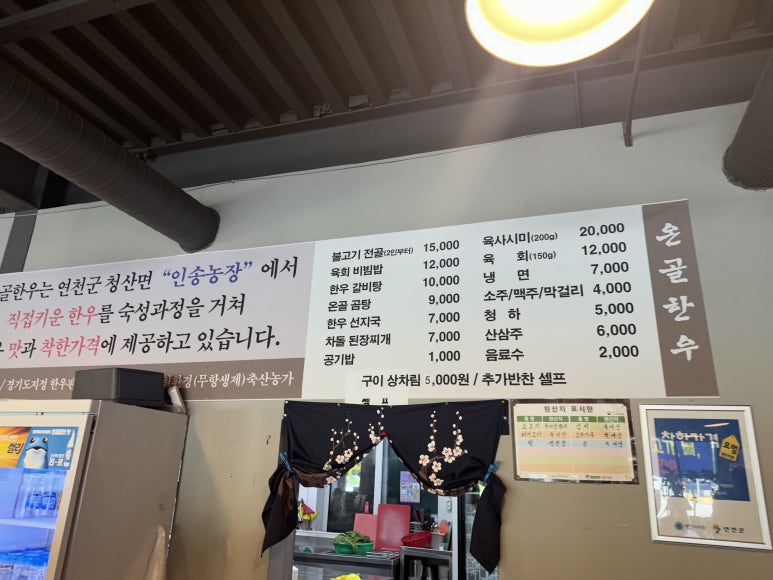 골한우는 연천군 청산면 "인송농장" 에서
직접키운 한우를 숙성과정을 거쳐
맛과 착한가격에 제공하고 있습니다.
/ 경기도지정 한우판
(무항생제)축산농가
불고기 전골(2인부터) 15,000
육회 비빔밥 12,000
한우 갈비탕 10,000
온골 곰탕 9,000
한우 선지국 7,000
차돌 된장찌개 7,000
공기밥 1,000
육사시미(200g) 20,000
육 회(150g) 12,000
냉 면 7,000
소주/맥주/막걸리 4,000
청 하 5,000
산삼주 6,000
음료수 2,000
구이 상차림 5,000원 / 추가반찬 셀프
온골한우
원산지 표시판
연천군